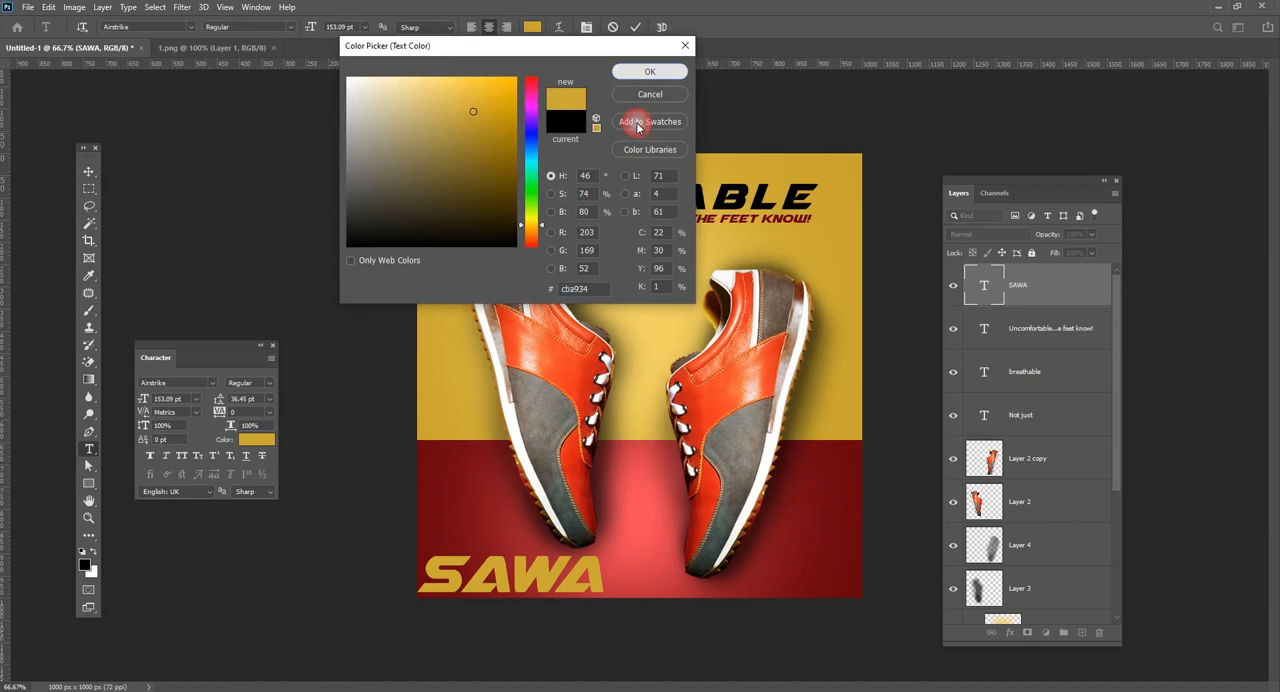 Ps File Edit Image Layer Type Select Filter 3D View Window Help
T Airstrike Regular 153.09 pt aa Sharp 3D
Untitled-1 @ 66.7% (SAWA, RGB/8) * × 1.png @ 100% (Layer 1, RGB/8) ×
Color Picker (Text Color)
new
current
OK
Cancel
Add to Swatches
Color Libraries
H: 46 ° L: 71
S: 74 % a: 4
B: 80 % b: 61
R: 203 C: 22 %
G: 169 M: 30 %
B: 52 Y: 96 %
# cba934 K: 1 %
Only Web Colors
ABLE
THE FEET KNOW!
SAWA
Character
Airstrike Regular
153.09 pt 36.45 pt
Metrics 0
100% 100%
0 pt Color:
English: UK aa Sharp
Layers Channels
Kind
Normal Opacity: 100%
Lock: Fill: 100%
T SAWA
T Uncomfortable...e feet know!
T breathable
T Not just
Layer 2 copy
Layer 2
Layer 4
Layer 3
66.67% 1000 px x 1000 px (72 ppi)